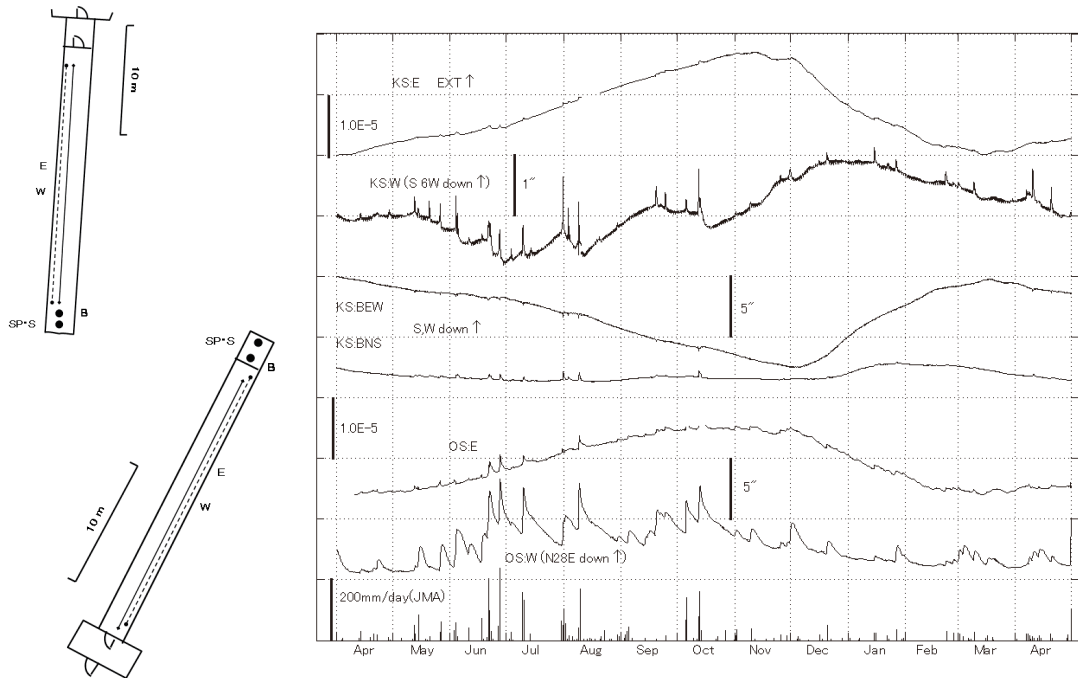 10 m
E
W
B
SP・S
SP・S
B
E
W
10 m
KS:E EXT ↑
1.0E-5
KS:W (S 6W down ↑)
1″
KS:BEW
5″
S,W down ↑
KS:BNS
1.0E-5
OS:E
5″
OS:W (N28E down ↑)
200mm/day(JMA)
Apr May Jun Jul Aug Sep Oct Nov Dec Jan Feb Mar Apr